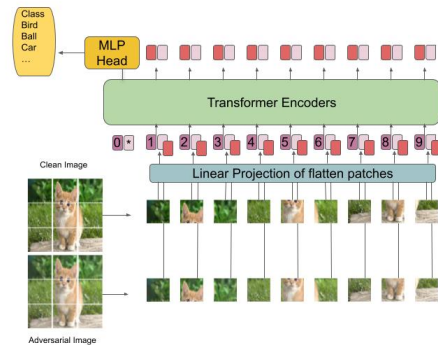 Class
Bird
Ball
Car
...
MLP
Head
Transformer Encoders
0 * 1 2 3 4 5 6 7 8 9
Linear Projection of flatten patches
Clean Image
Adversarial Image